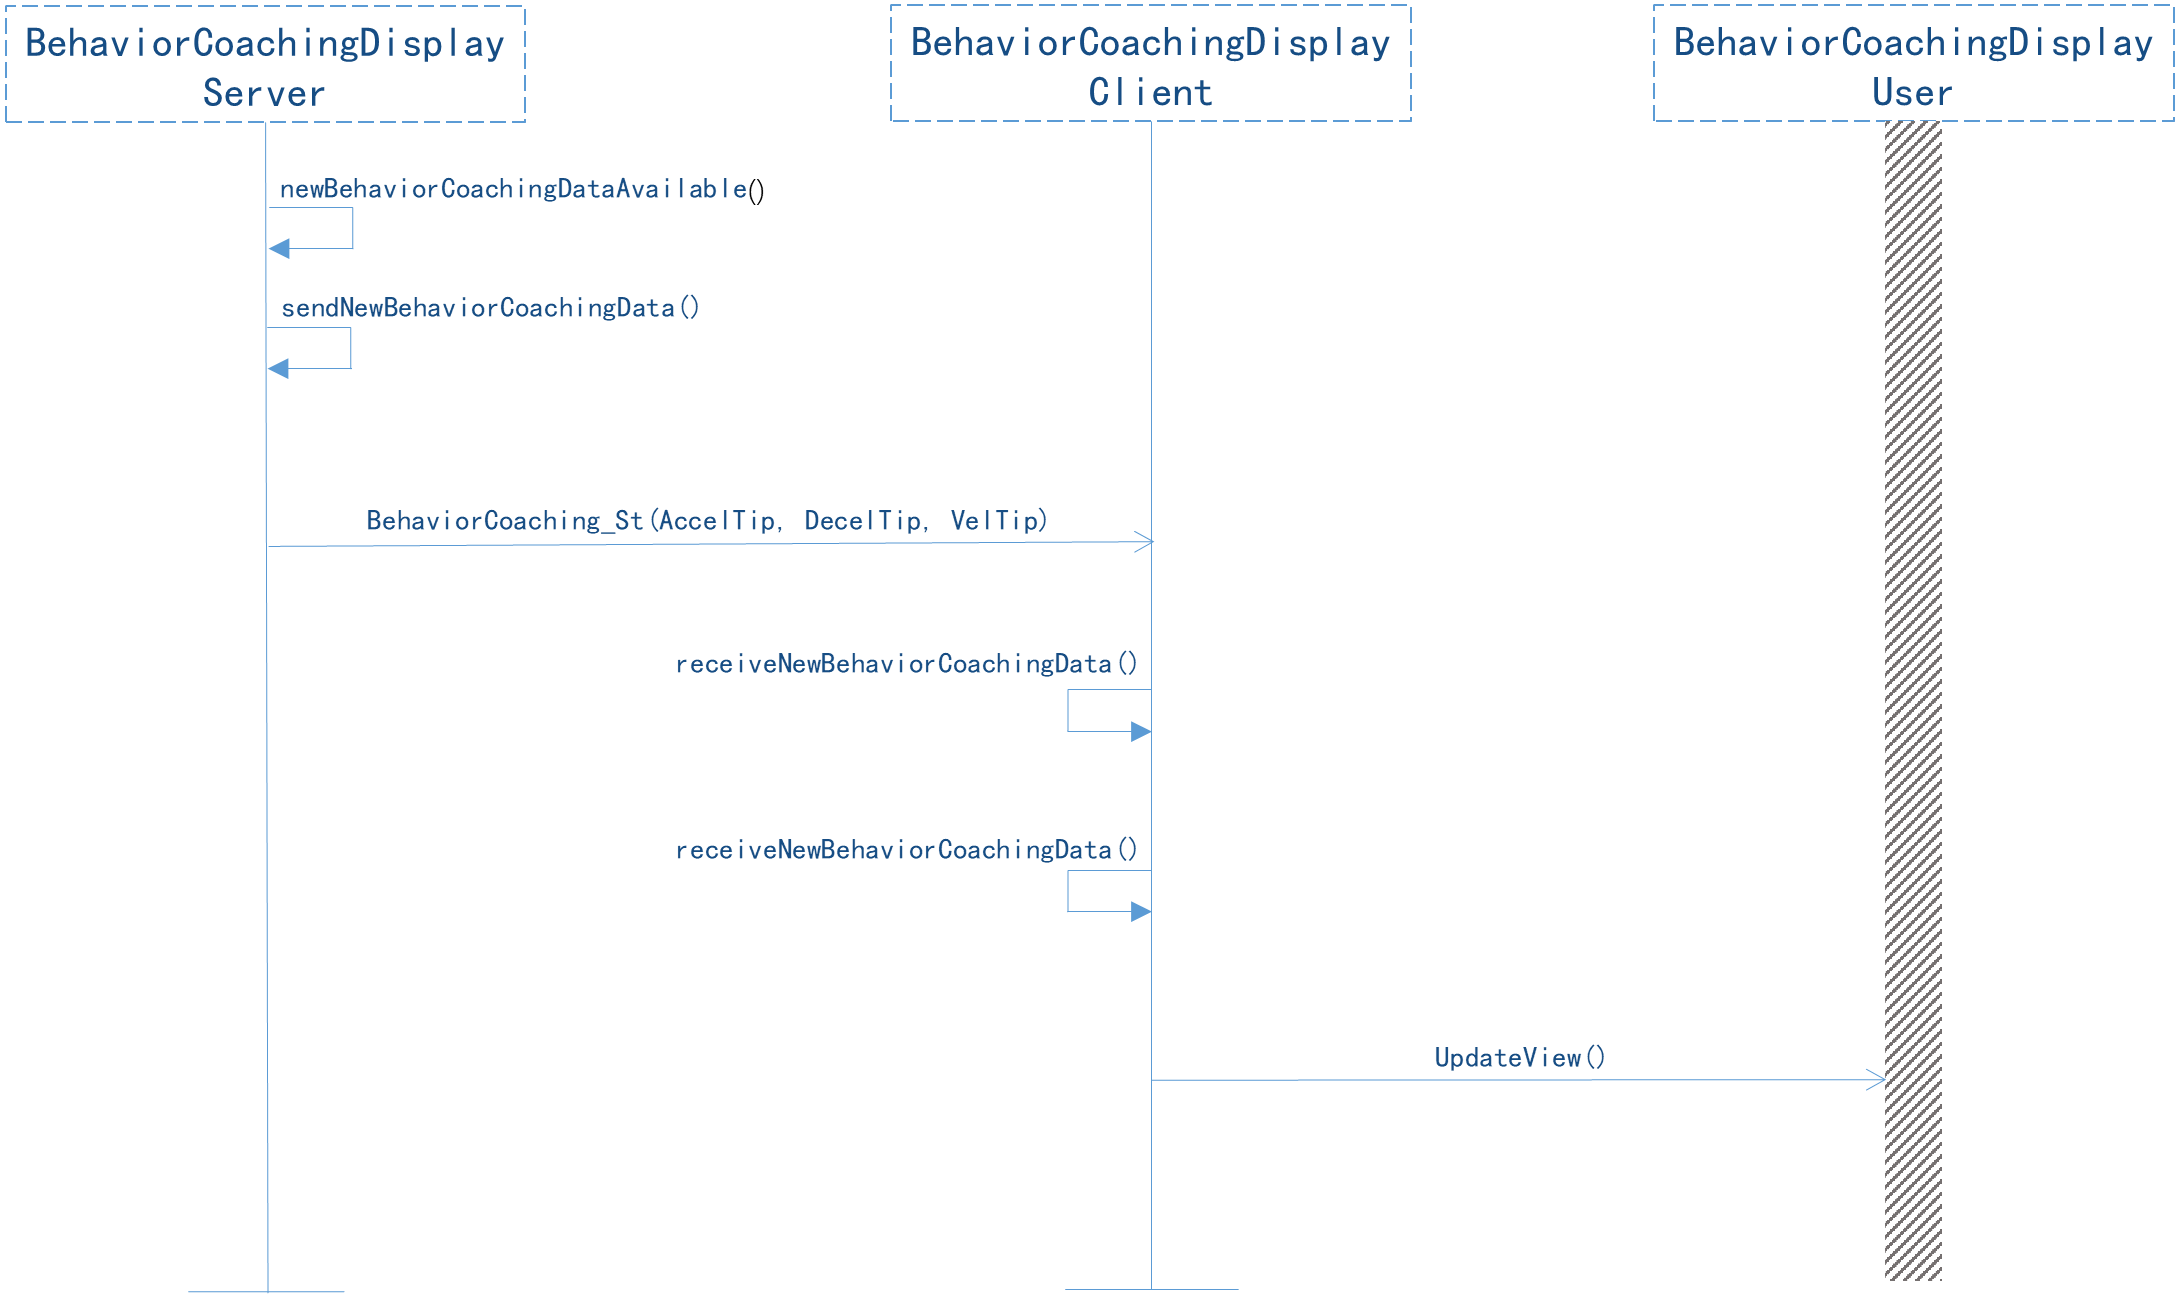 BehaviorCoachingDisplay
Server
BehaviorCoachingDisplay
Client
BehaviorCoachingDisplay
User
newBehaviorCoachingDataAvailable()
sendNewBehaviorCoachingData()
BehaviorCoaching_St(AccelTip, DecelTip, VelTip)
receiveNewBehaviorCoachingData()
receiveNewBehaviorCoachingData()
UpdateView()